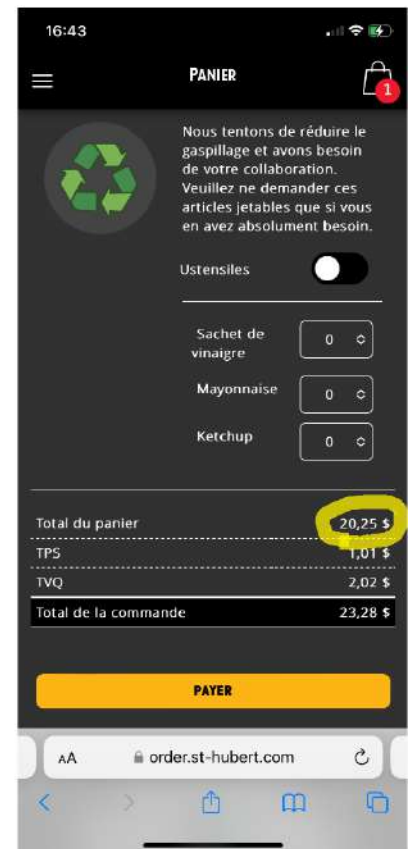 16:43
PANIER
1
Nous tentons de réduire le
gaspillage et avons besoin
de votre collaboration.
Veuillez ne demander ces
articles jetables que si vous
en avez absolument besoin.
Ustensiles
Sachet de
vinaigre
0
Mayonnaise
0
Ketchup
0
Total du panier 20,25 $
TPS 1,01 $
TVQ 2,02 $
Total de la commande 23,28 $
PAYER
AA order.st-hubert.com